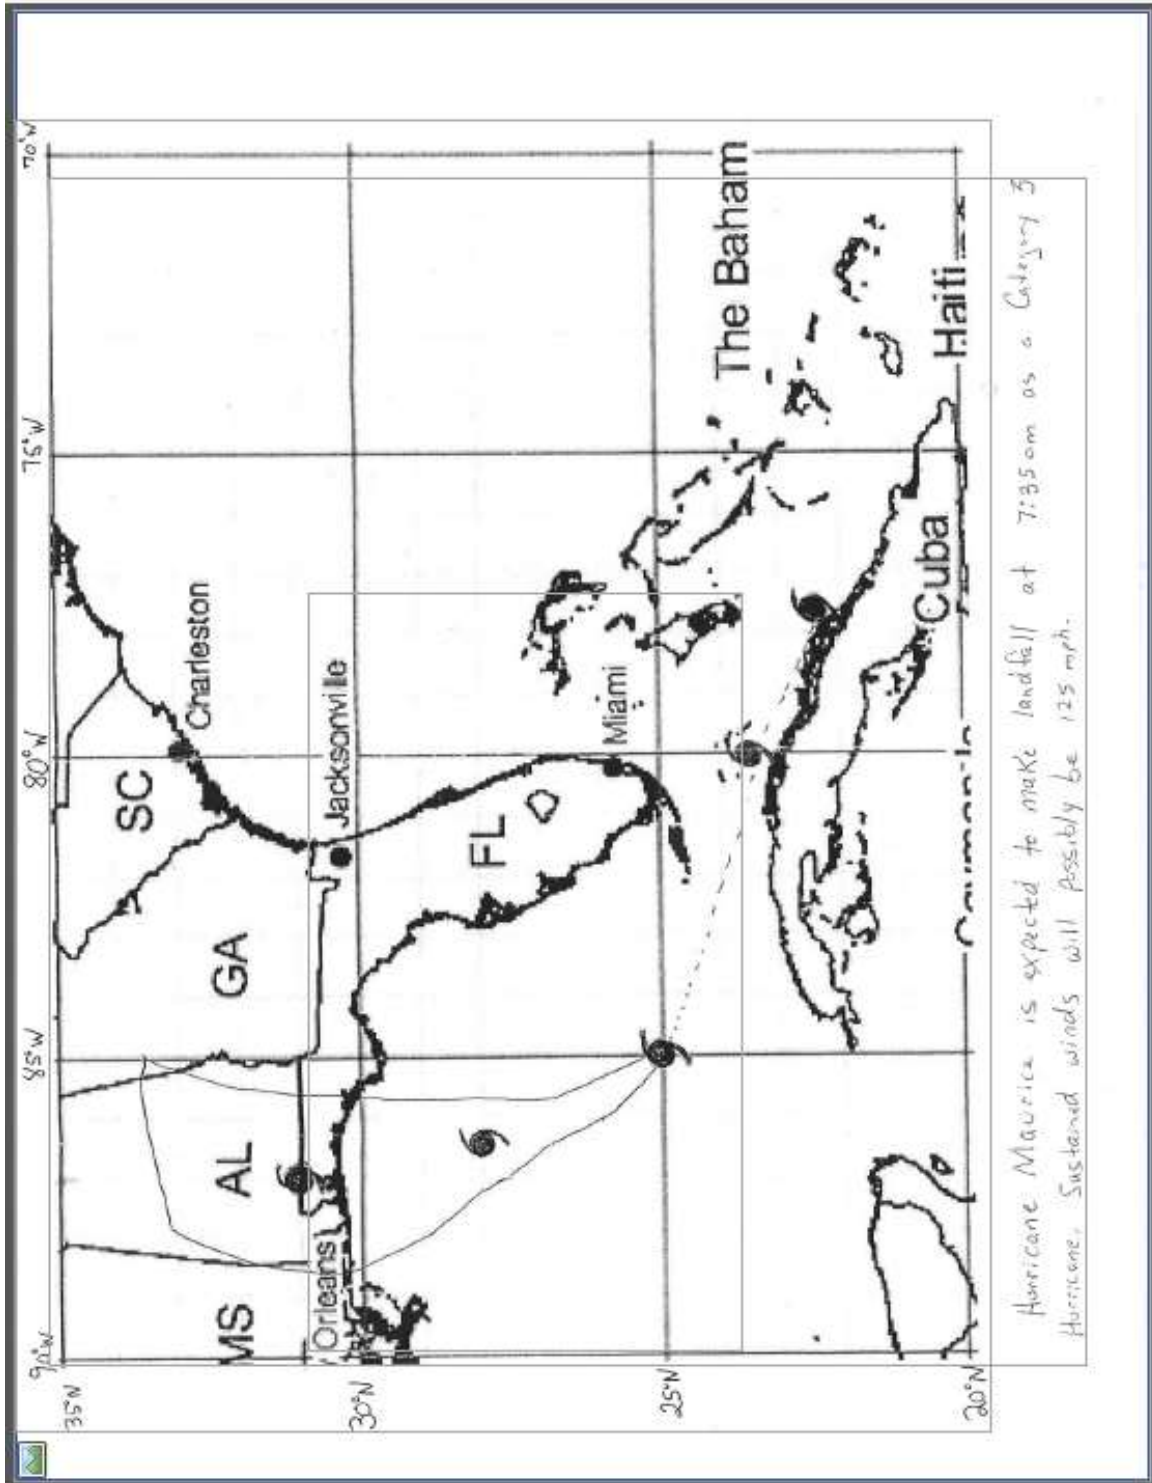 90°W
85°W
80°W
75°W
70°W
35°N
MS
AL
GA
SC
Charleston
Orleans
Jacksonville
30°N
FL
Miami
The Baham
25°N
Cuba
Haiti
20°N
Hurricane Maurice is expected to make landfall at 7:35am as a Category 3
Hurricane. Sustained winds will possibly be 125 mph.